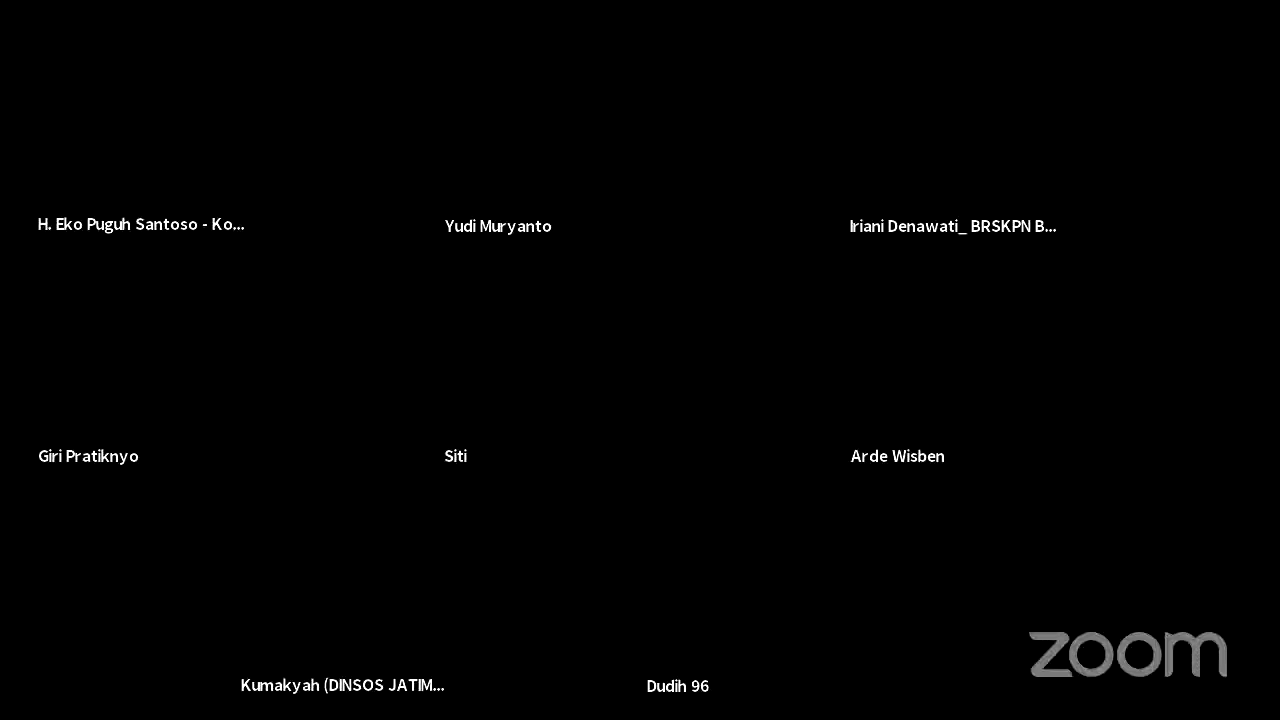 H. Eko Puguh Santoso - Ko...
Yudi Muryanto
Iriani Denawati_ BRSKPN B...
Giri Pratiknyo
Siti
Arde Wisben
Kumakyah (DINSOS JATIM...
Dudih 96
zoom